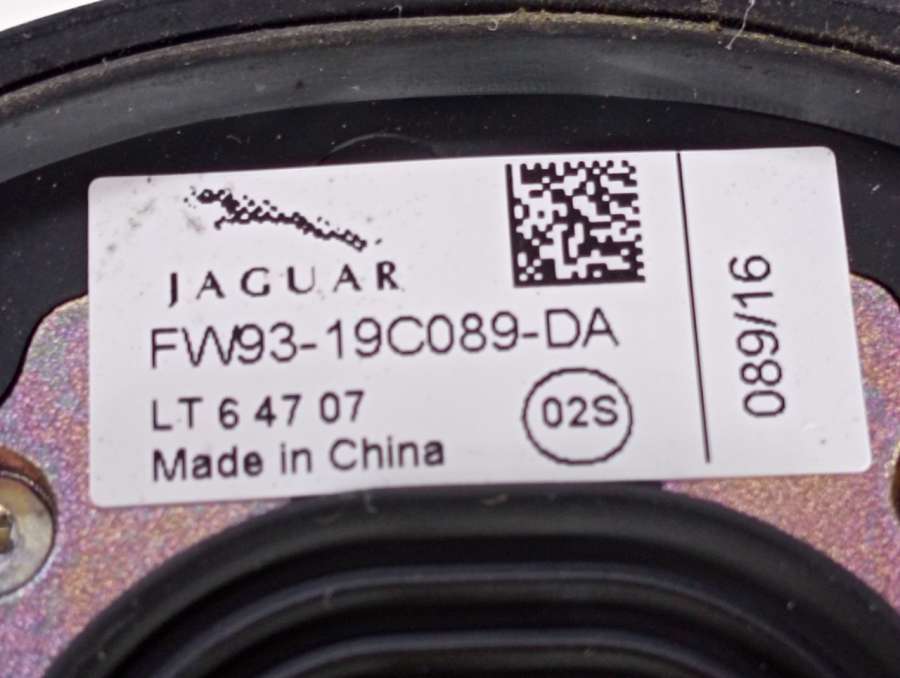 JAGUAR
FW93-19C089-DA
LT 6 47 07
02S
Made in China
089/16